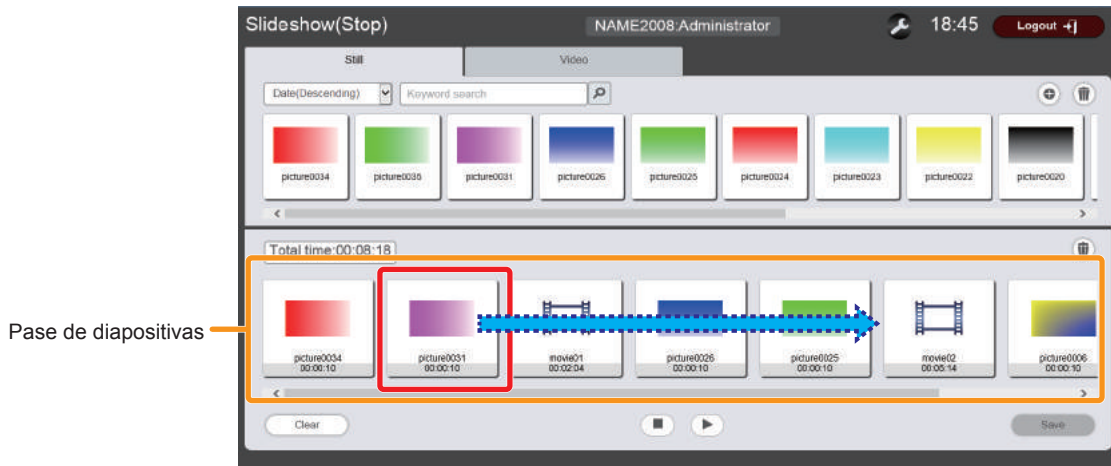 Slideshow(Stop)
NAME2008:Administrator
18:45
Logout
Still
Video
Date(Descending)
Keyword search
picture0034
picture0035
picture0031
picture0026
picture0025
picture0024
picture0023
picture0022
picture0020
Total time:00:08:18
Pase de diapositivas
picture0034
00:00:10
picture0031
00:00:10
movie01
00:02:04
picture0026
00:00:10
picture0025
00:00:10
movie02
00:05:14
picture0006
00:00:10
Clear
Save